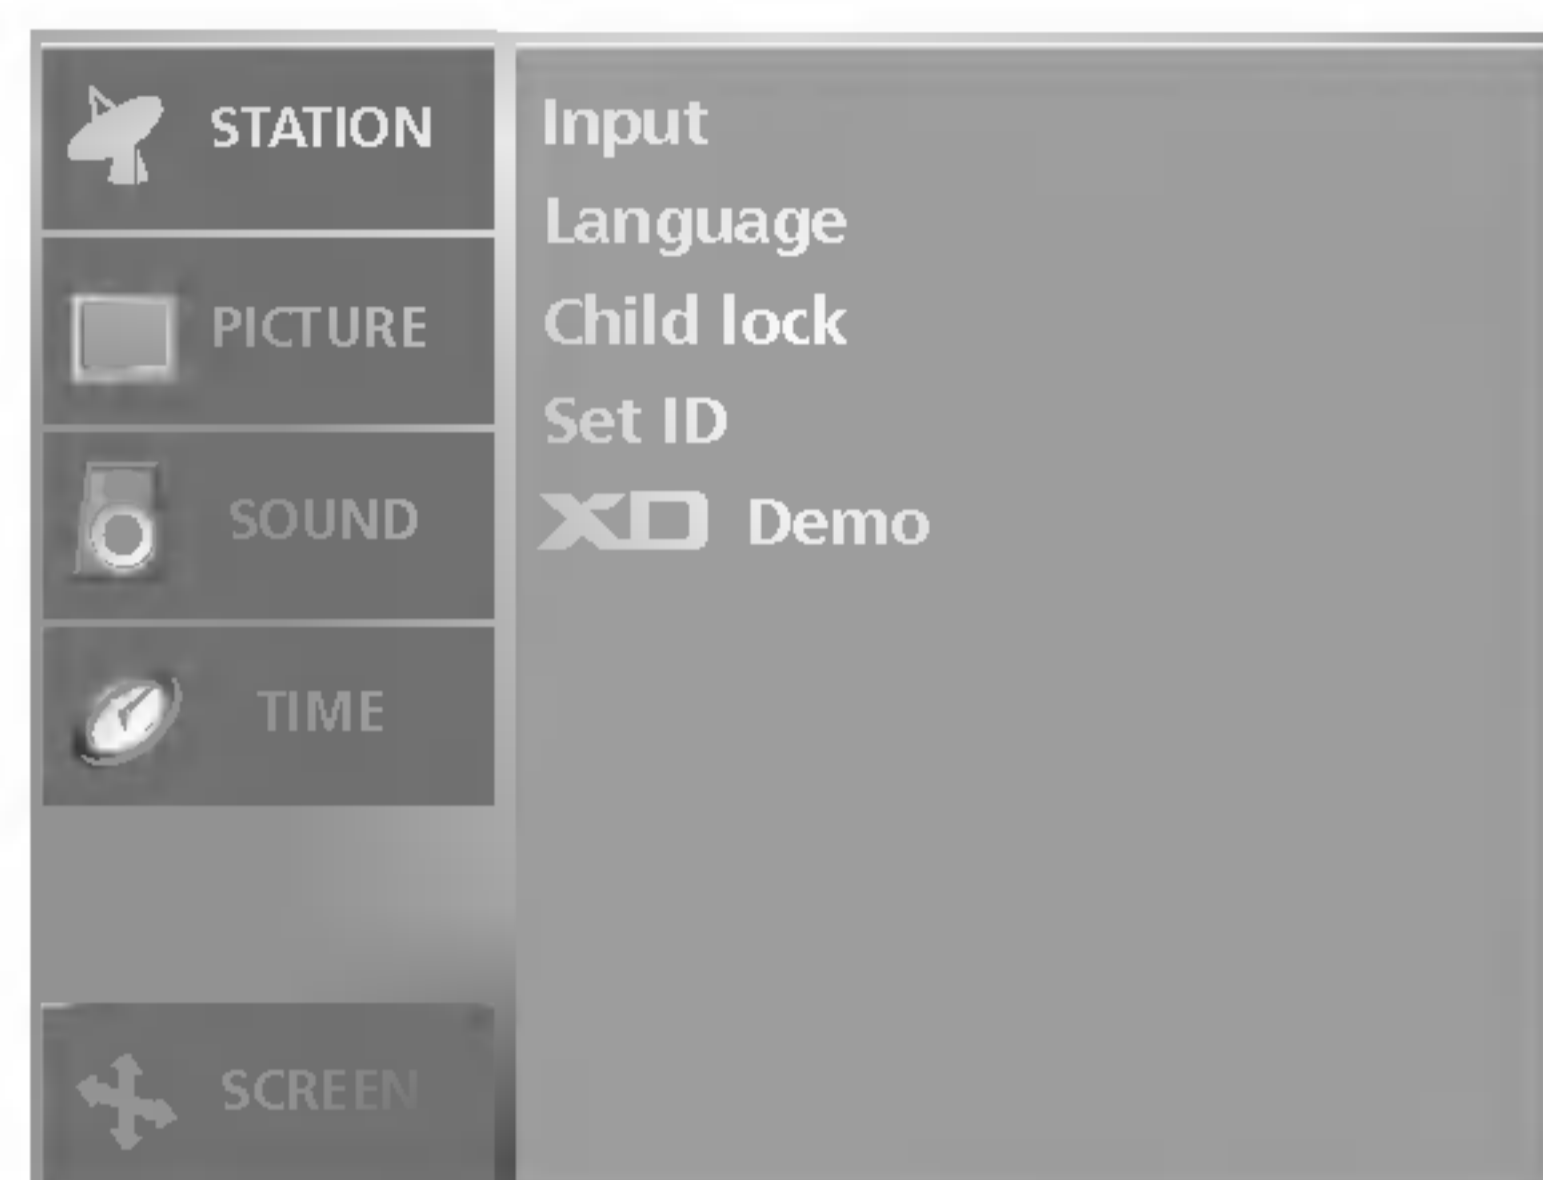 STATION
PICTURE
SOUND
TIME
SCREEN
Input
Language
Child lock
Set ID
XD Demo